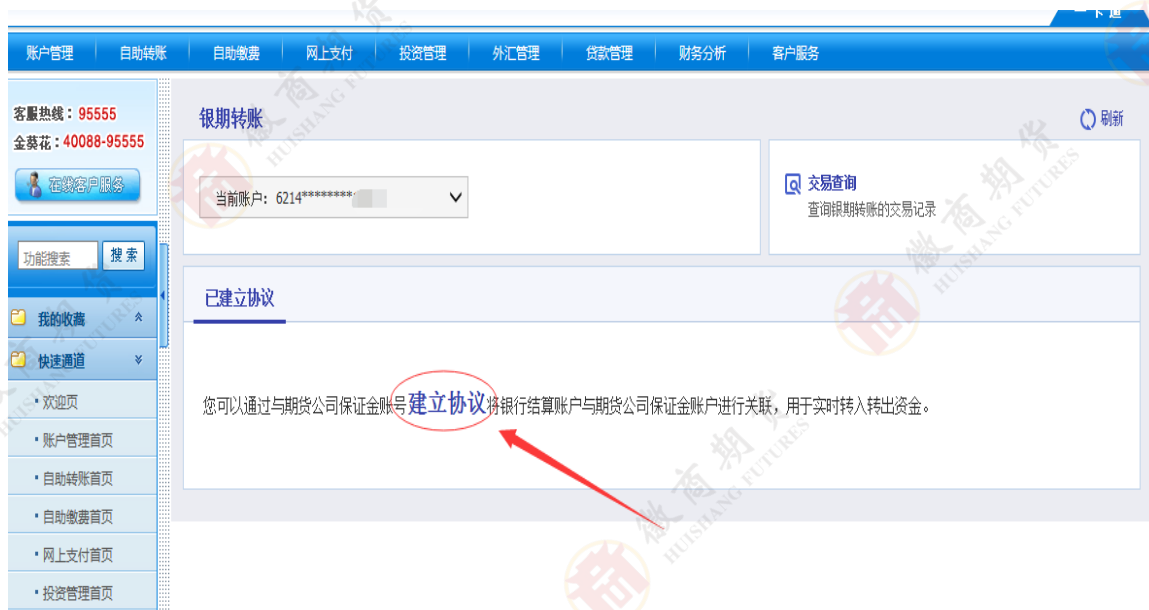 一卡通
账户管理 自助转账 自助缴费 网上支付 投资管理 外汇管理 贷款管理 财务分析 客户服务
客服热线：95555
金葵花：40088-95555
在线客户服务
功能搜索 搜索
我的收藏
快速通道
欢迎页
账户管理首页
自助转账首页
自助缴费首页
网上支付首页
投资管理首页
银期转账
刷新
当前账户：6214********
交易查询
查询银期转账的交易记录
已建立协议
您可以通过与期货公司保证金账号建立协议将银行结算账户与期货公司保证金账户进行关联，用于实时转入转出资金。
徽商期货
HUISHANG FUTURES